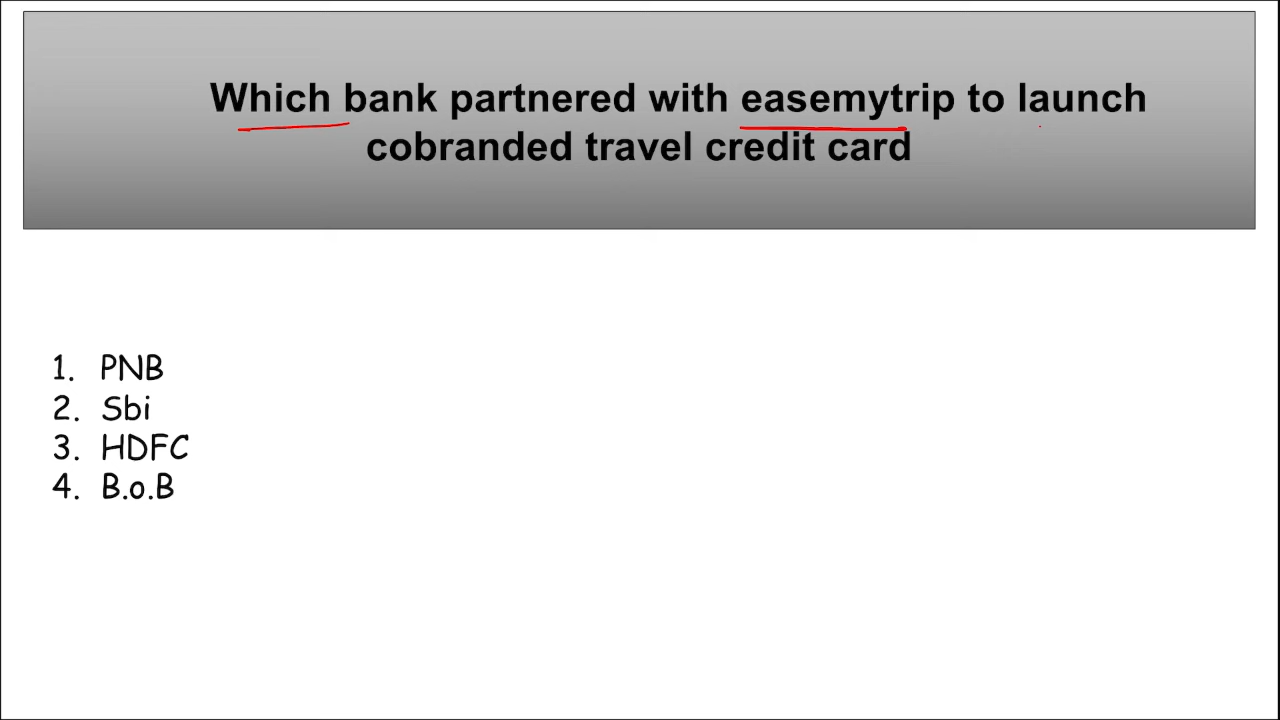 Which bank partnered with easemytrip to launch
cobranded travel credit card
1. PNB
2. Sbi
3. HDFC
4. B.o.B